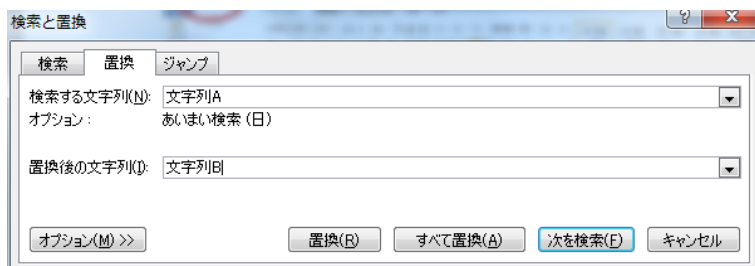 検索と置換
検索 置換 ジャンプ
検索する文字列(N): 文字列A
オプション: あいまい検索(日)
置換後の文字列(I): 文字列B
オプション(M) >> 置換(R) すべて置換(A) 次を検索(F) キャンセル